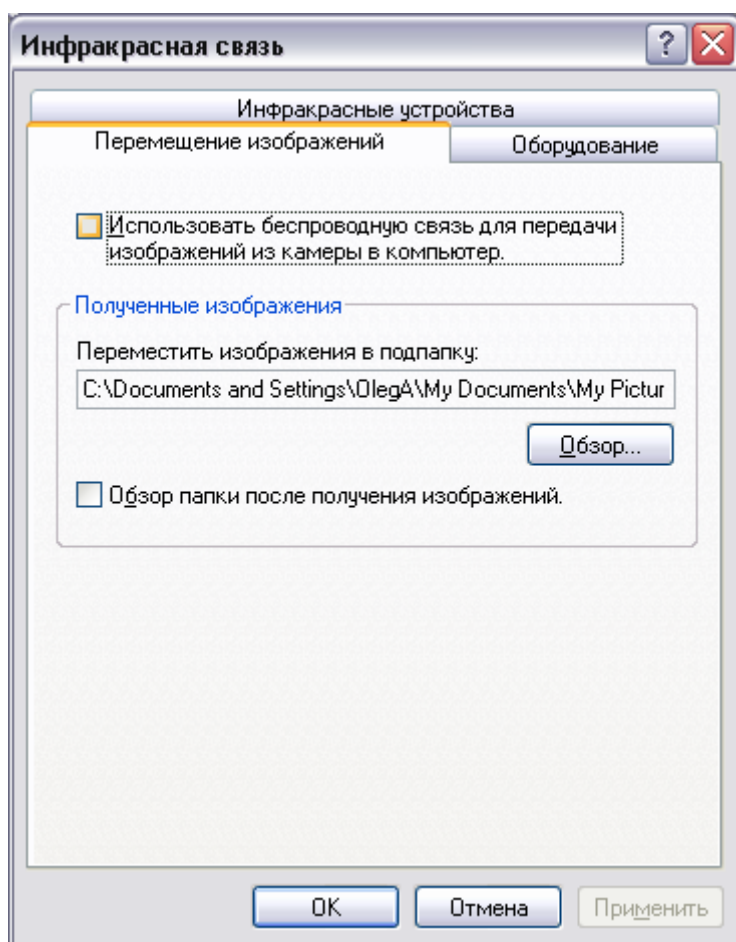 Инфракрасная связь
Инфракрасные устройства
Перемещение изображений
Оборудование
Использовать беспроводную связь для передачи
изображений из камеры в компьютер.
Полученные изображения
Переместить изображения в подпапку:
C:\Documents and Settings\OlegA\My Documents\My Pictur
Обзор...
Обзор папки после получения изображений.
OK
Отмена
Применить